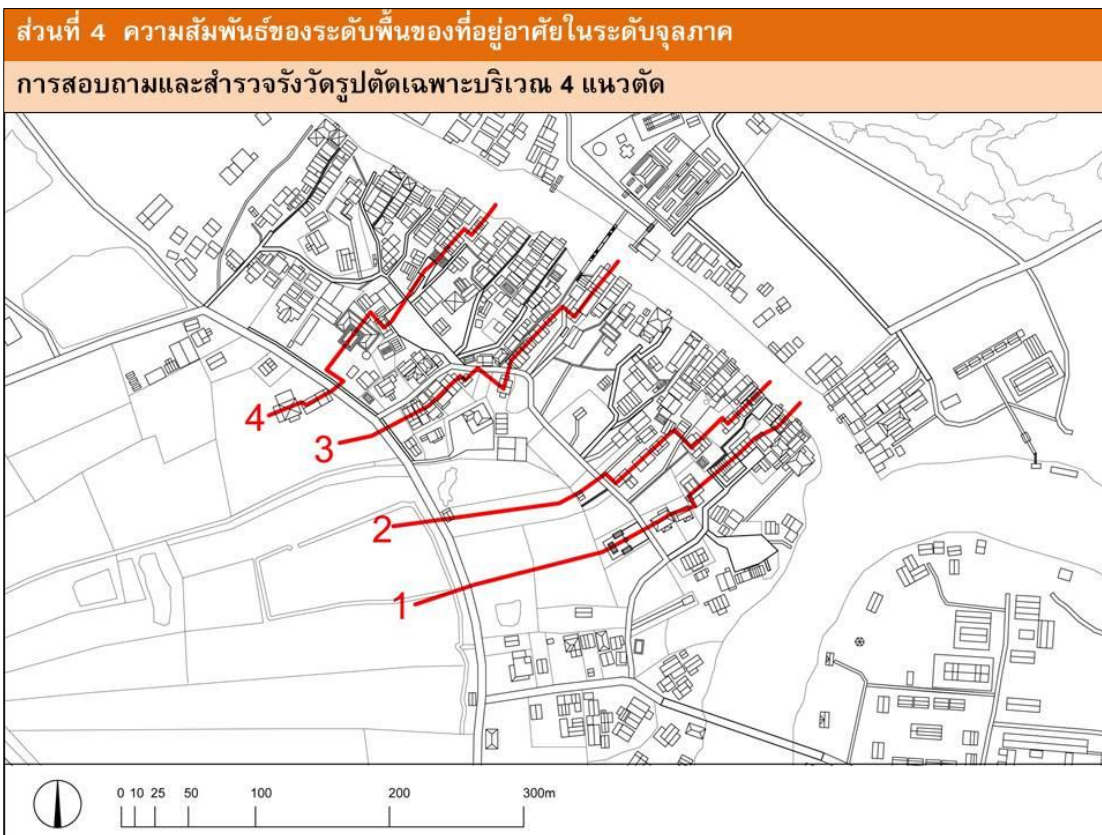 ส่วนที่ 4 ความสัมพันธ์ของระดับพื้นของที่อยู่อาศัยในระดับจุลภาค
การสอบถามและสำรวจรังวัดรูปตัดเฉพาะบริเวณ 4 แนวตัด
4
3
2
1
0 10 25 50 100 200 300m